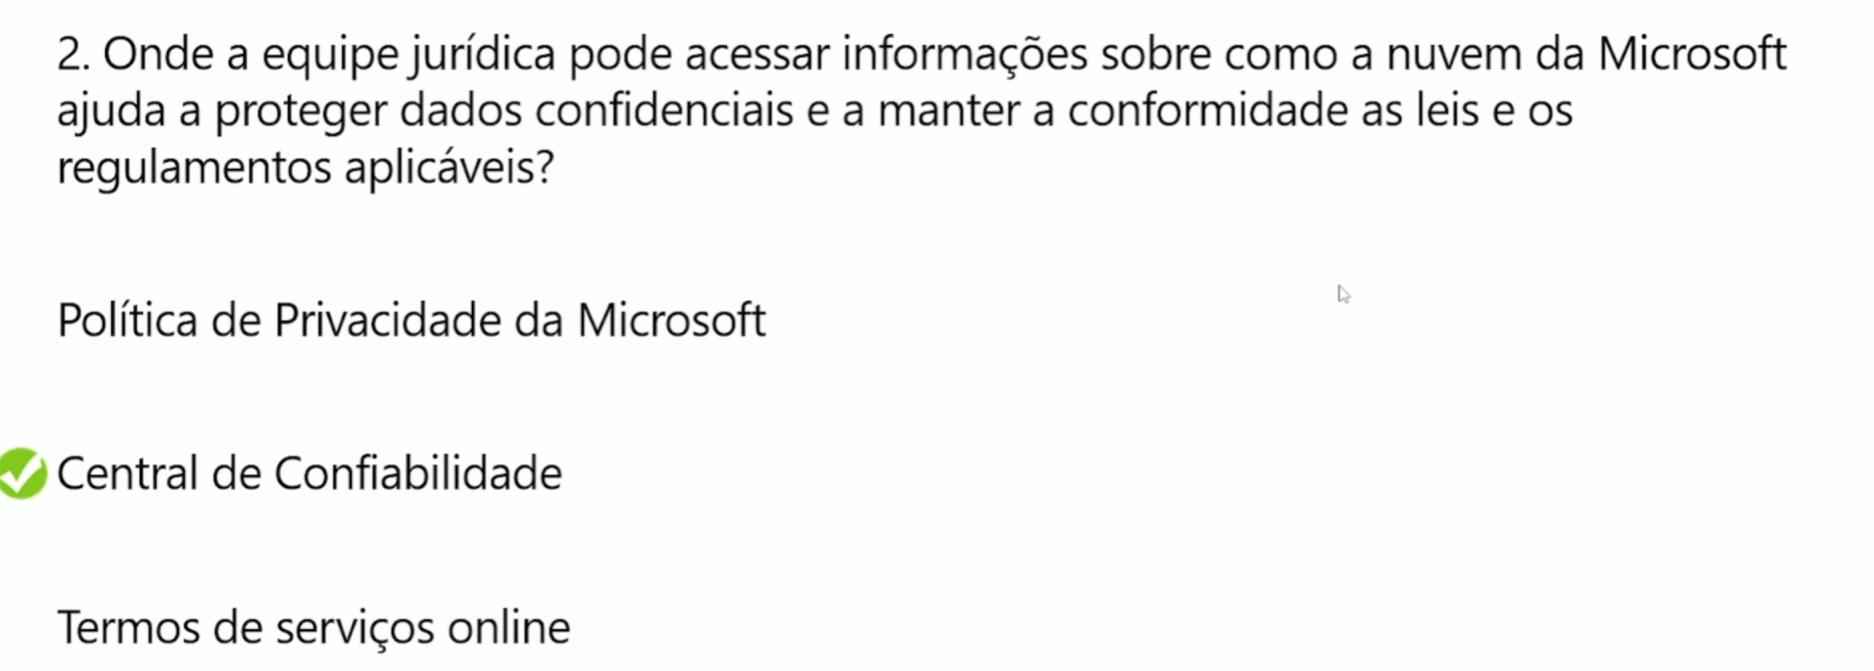 2. Onde a equipe jurídica pode acessar informações sobre como a nuvem da Microsoft
ajuda a proteger dados confidenciais e a manter a conformidade as leis e os
regulamentos aplicáveis?
Política de Privacidade da Microsoft
Central de Confiabilidade
Termos de serviços online